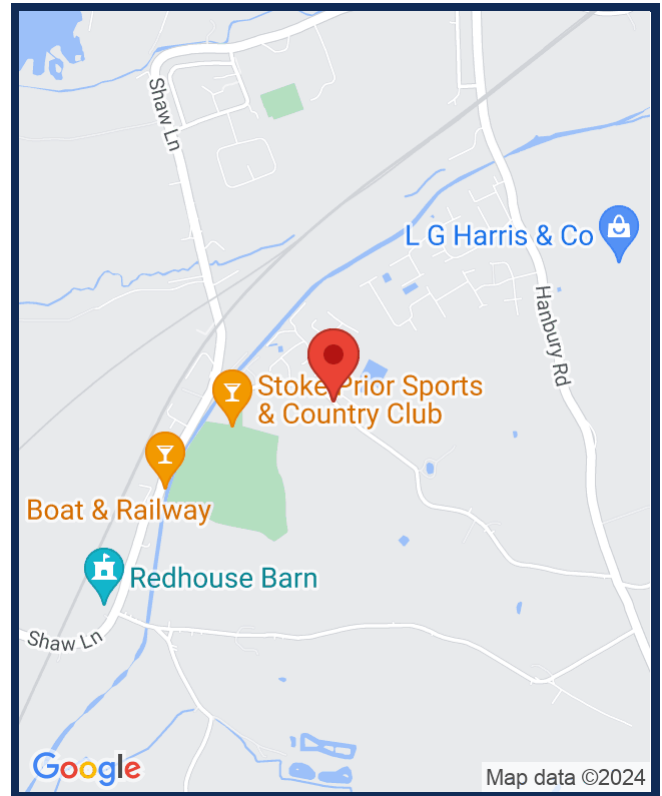 Shaw Ln
L G Harris & Co
Hanbury Rd
Stoke Prior Sports
& Country Club
Boat & Railway
Redhouse Barn
Shaw Ln
Google
Map data ©2024